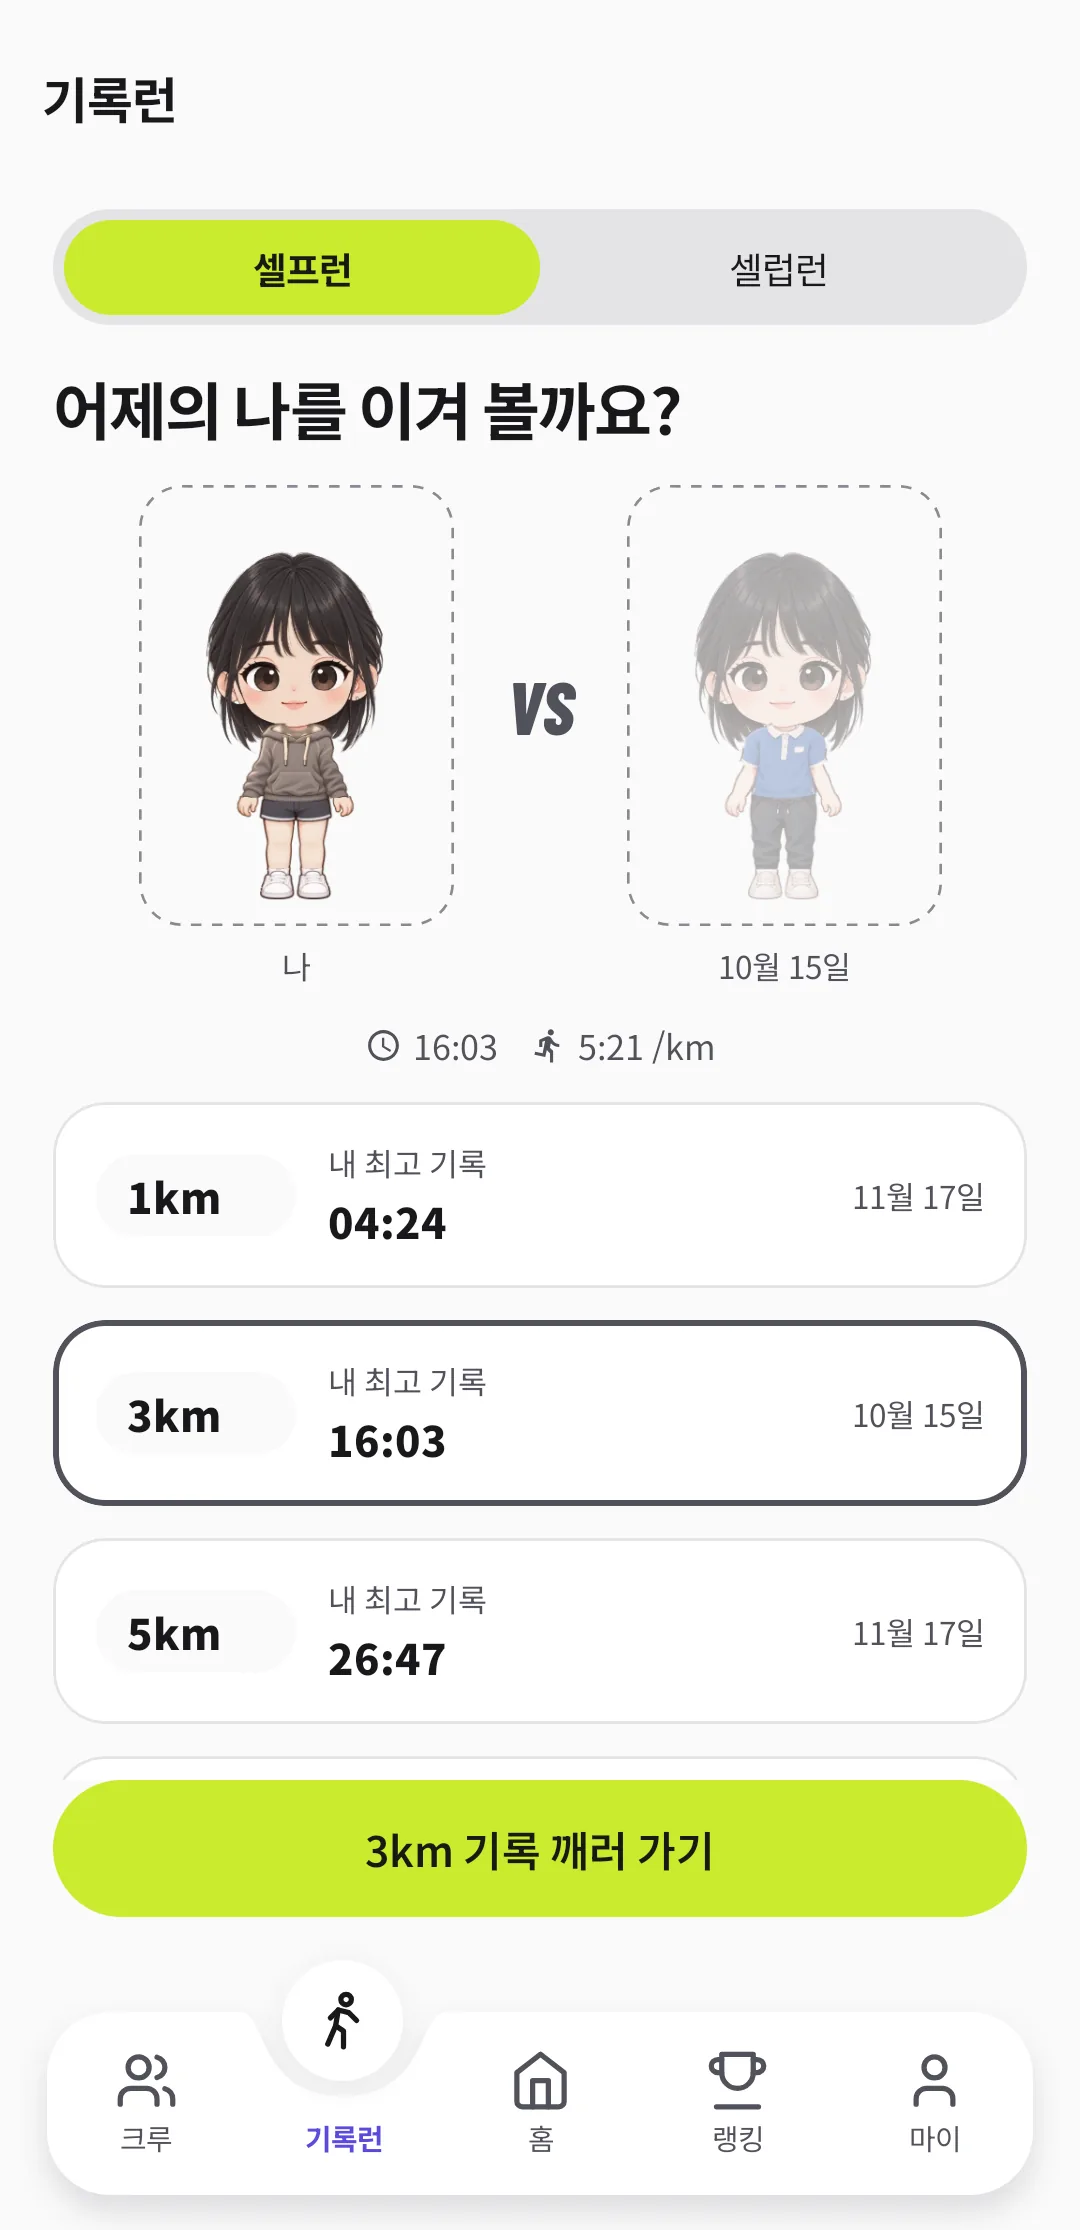 기록런
셀프런 셀럽런
어제의 나를 이겨 볼까요?
VS
나 10월 15일
16:03 5:21 /km
1km 내 최고 기록 04:24 11월 17일
3km 내 최고 기록 16:03 10월 15일
5km 내 최고 기록 26:47 11월 17일
3km 기록 깨러 가기
크루 기록런 홈 랭킹 마이